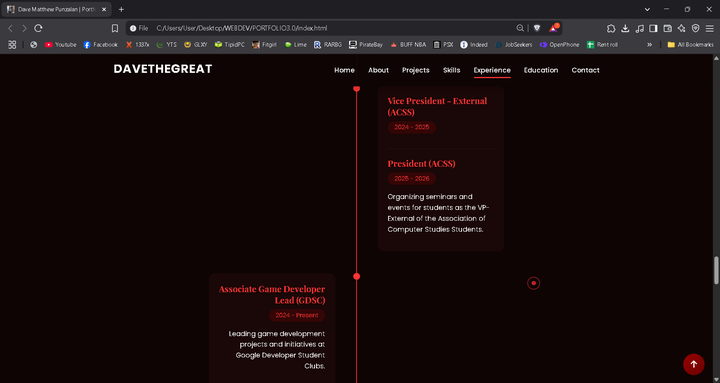 Dave Matthew Punzalan | Portf
File
C:/Users/User/Desktop/WEBDEV/PORTFOLIO3.0/index.html
Youtube
Facebook
1337x
YTS
GLXY
TipidPC
Fitgirl
Lime
RARBG
PirateBay
BUFF NBA
PSX
Indeed
JobSeekers
OpenPhone
Rent roll
»
All Bookmarks
DAVETHEGREAT
Home
About
Projects
Skills
Experience
Education
Contact
Vice President - External
(ACSS)
2024 - 2025
President (ACSS)
2025 - 2026
Organizing seminars and
events for students as the VP-
External of the Association of
Computer Studies Students.
Associate Game Developer
Lead (GDSC)
2024 - Present
Leading game development
projects and initiatives at
Google Developer Student
Clubs.